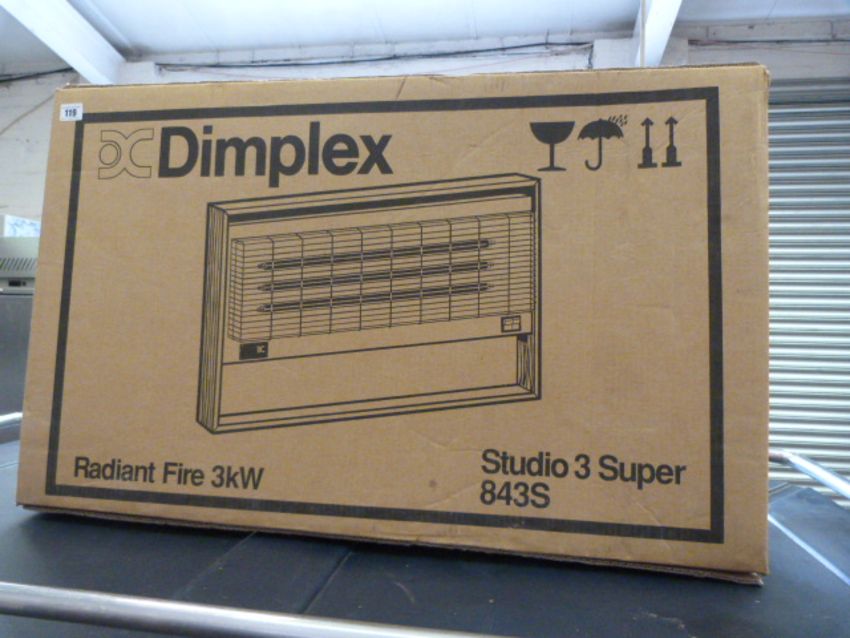 119
Dimplex
Radiant Fire 3kW
Studio 3 Super
843S